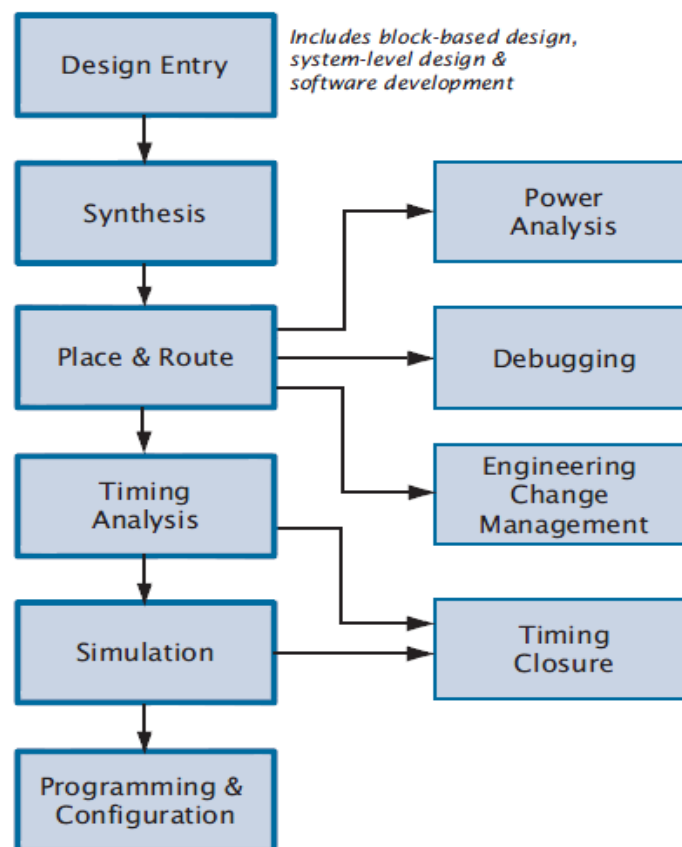 Design Entry
Includes block-based design,
system-level design &
software development
Synthesis
Power
Analysis
Place & Route
Debugging
Timing
Analysis
Engineering
Change
Management
Simulation
Timing
Closure
Programming &
Configuration